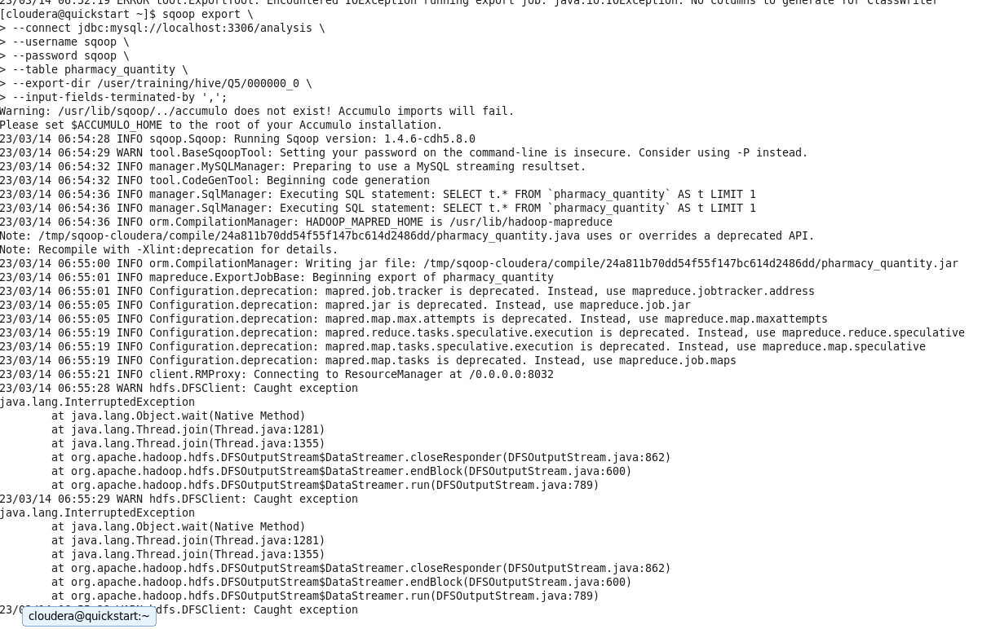 23/03/14 06:52:19 ERROR tool.ExportTool: Encountered IOException running export job: java.io.IOException: No columns to generate for ClassWriter
[cloudera@quickstart ~]$ sqoop export \
> --connect jdbc:mysql://localhost:3306/analysis \
> --username sqoop \
> --password sqoop \
> --table pharmacy_quantity \
> --export-dir /user/training/hive/Q5/000000_0 \
> --input-fields-terminated-by ',';
Warning: /usr/lib/sqoop/../accumulo does not exist! Accumulo imports will fail.
Please set $ACCUMULO_HOME to the root of your Accumulo installation.
23/03/14 06:54:28 INFO sqoop.Sqoop: Running Sqoop version: 1.4.6-cdh5.8.0
23/03/14 06:54:29 WARN tool.BaseSqoopTool: Setting your password on the command-line is insecure. Consider using -P instead.
23/03/14 06:54:32 INFO manager.MySQLManager: Preparing to use a MySQL streaming resultset.
23/03/14 06:54:32 INFO tool.CodeGenTool: Beginning code generation
23/03/14 06:54:36 INFO manager.SqlManager: Executing SQL statement: SELECT t.* FROM `pharmacy_quantity` AS t LIMIT 1
23/03/14 06:54:36 INFO manager.SqlManager: Executing SQL statement: SELECT t.* FROM `pharmacy_quantity` AS t LIMIT 1
23/03/14 06:54:36 INFO orm.CompilationManager: HADOOP_MAPRED_HOME is /usr/lib/hadoop-mapreduce
Note: /tmp/sqoop-cloudera/compile/24a811b70dd54f55f147bc614d2486dd/pharmacy_quantity.java uses or overrides a deprecated API.
Note: Recompile with -Xlint:deprecation for details.
23/03/14 06:55:00 INFO orm.CompilationManager: Writing jar file: /tmp/sqoop-cloudera/compile/24a811b70dd54f55f147bc614d2486dd/pharmacy_quantity.jar
23/03/14 06:55:01 INFO mapreduce.ExportJobBase: Beginning export of pharmacy_quantity
23/03/14 06:55:01 INFO Configuration.deprecation: mapred.job.tracker is deprecated. Instead, use mapreduce.jobtracker.address
23/03/14 06:55:05 INFO Configuration.deprecation: mapred.jar is deprecated. Instead, use mapreduce.job.jar
23/03/14 06:55:05 INFO Configuration.deprecation: mapred.map.max.attempts is deprecated. Instead, use mapreduce.map.maxattempts
23/03/14 06:55:19 INFO Configuration.deprecation: mapred.reduce.tasks.speculative.execution is deprecated. Instead, use mapreduce.reduce.speculative
23/03/14 06:55:19 INFO Configuration.deprecation: mapred.map.tasks.speculative.execution is deprecated. Instead, use mapreduce.map.speculative
23/03/14 06:55:19 INFO Configuration.deprecation: mapred.map.tasks is deprecated. Instead, use mapreduce.job.maps
23/03/14 06:55:21 INFO client.RMProxy: Connecting to ResourceManager at /0.0.0.0:8032
23/03/14 06:55:28 WARN hdfs.DFSClient: Caught exception
java.lang.InterruptedException
at java.lang.Object.wait(Native Method)
at java.lang.Thread.join(Thread.java:1281)
at java.lang.Thread.join(Thread.java:1355)
at org.apache.hadoop.hdfs.DFSOutputStream$DataStreamer.closeResponder(DFSOutputStream.java:862)
at org.apache.hadoop.hdfs.DFSOutputStream$DataStreamer.endBlock(DFSOutputStream.java:600)
at org.apache.hadoop.hdfs.DFSOutputStream$DataStreamer.run(DFSOutputStream.java:789)
23/03/14 06:55:29 WARN hdfs.DFSClient: Caught exception
java.lang.InterruptedException
at java.lang.Object.wait(Native Method)
at java.lang.Thread.join(Thread.java:1281)
at java.lang.Thread.join(Thread.java:1355)
at org.apache.hadoop.hdfs.DFSOutputStream$DataStreamer.closeResponder(DFSOutputStream.java:862)
at org.apache.hadoop.hdfs.DFSOutputStream$DataStreamer.endBlock(DFSOutputStream.java:600)
at org.apache.hadoop.hdfs.DFSOutputStream$DataStreamer.run(DFSOutputStream.java:789)
hdfs.DFSClient: Caught exception
cloudera@quickstart:~